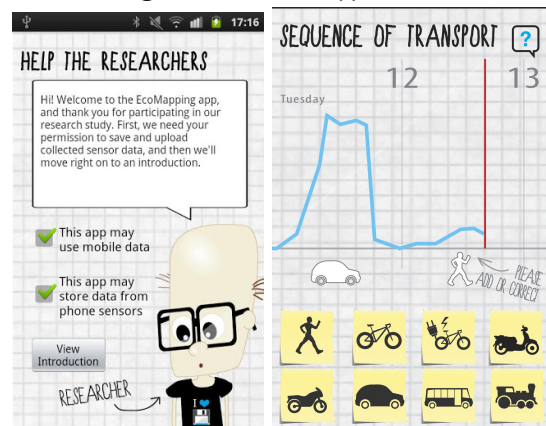 17:16
HELP THE RESEARCHERS
Hi! Welcome to the EcoMapping app,
and thank you for participating in our
research study. First, we need your
permission to save and upload
collected sensor data, and then we'll
move right on to an introduction.
This app may
use mobile data
This app may
store data from
phone sensors
View
Introduction
RESEARCHER
I
SEQUENCE OF TRANSPORT
?
12
13
Tuesday
PLEASE
ADD OR CORRECT